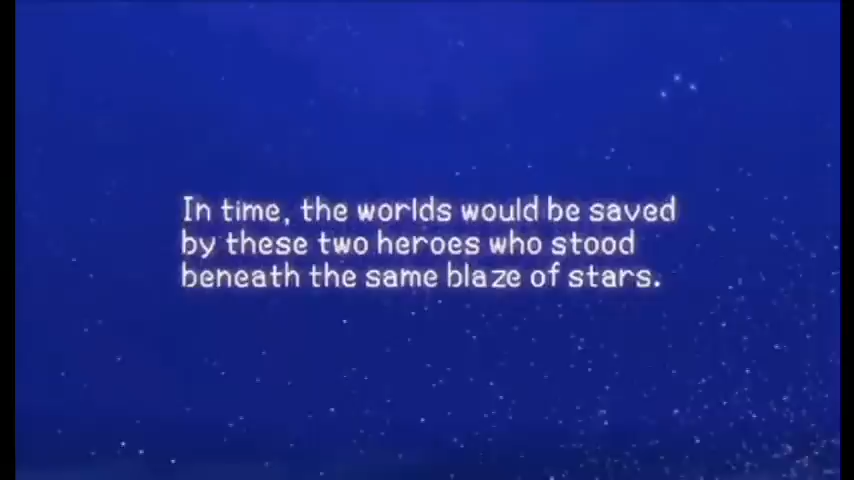 In time, the worlds would be saved
by these two heroes who stood
beneath the same blaze of stars.